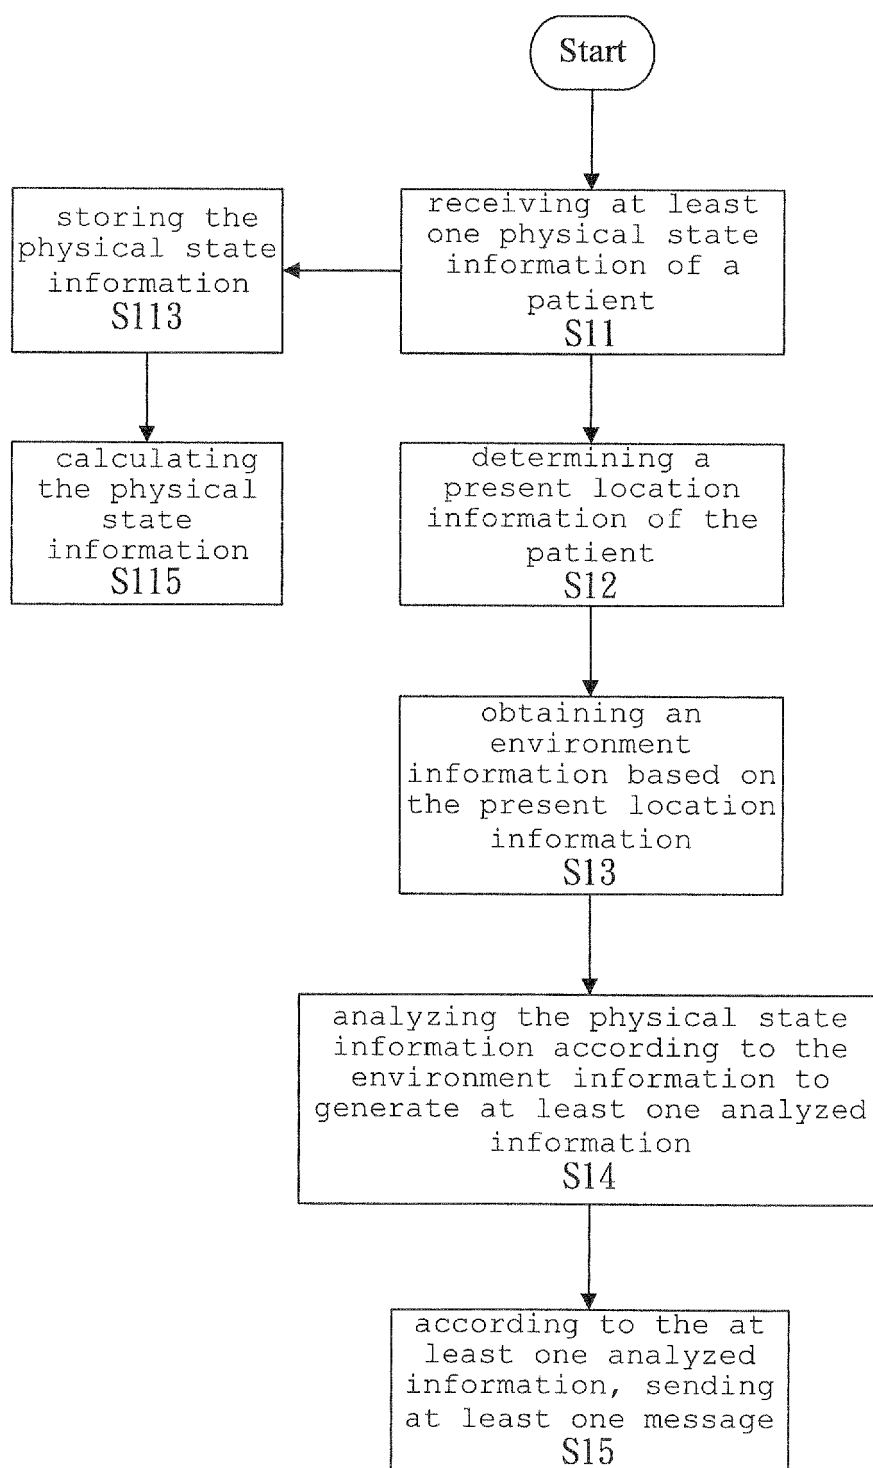 Start
receiving at least
one physical state
information of a
patient
S11
storing the
physical state
information
S113
calculating
the physical
state
information
S115
determining a
present location
information of the
patient
S12
obtaining an
environment
information based on
the present location
information
S13
analyzing the physical state
information according to the
environment information to
generate at least one analyzed
information
S14
according to the at
least one analyzed
information, sending
at least one message
S15